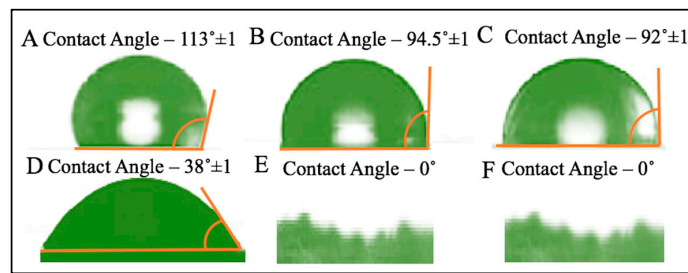 A Contact Angle – 113°±1
B Contact Angle – 94.5°±1
C Contact Angle – 92°±1
D Contact Angle – 38°±1
E Contact Angle – 0°
F Contact Angle – 0°